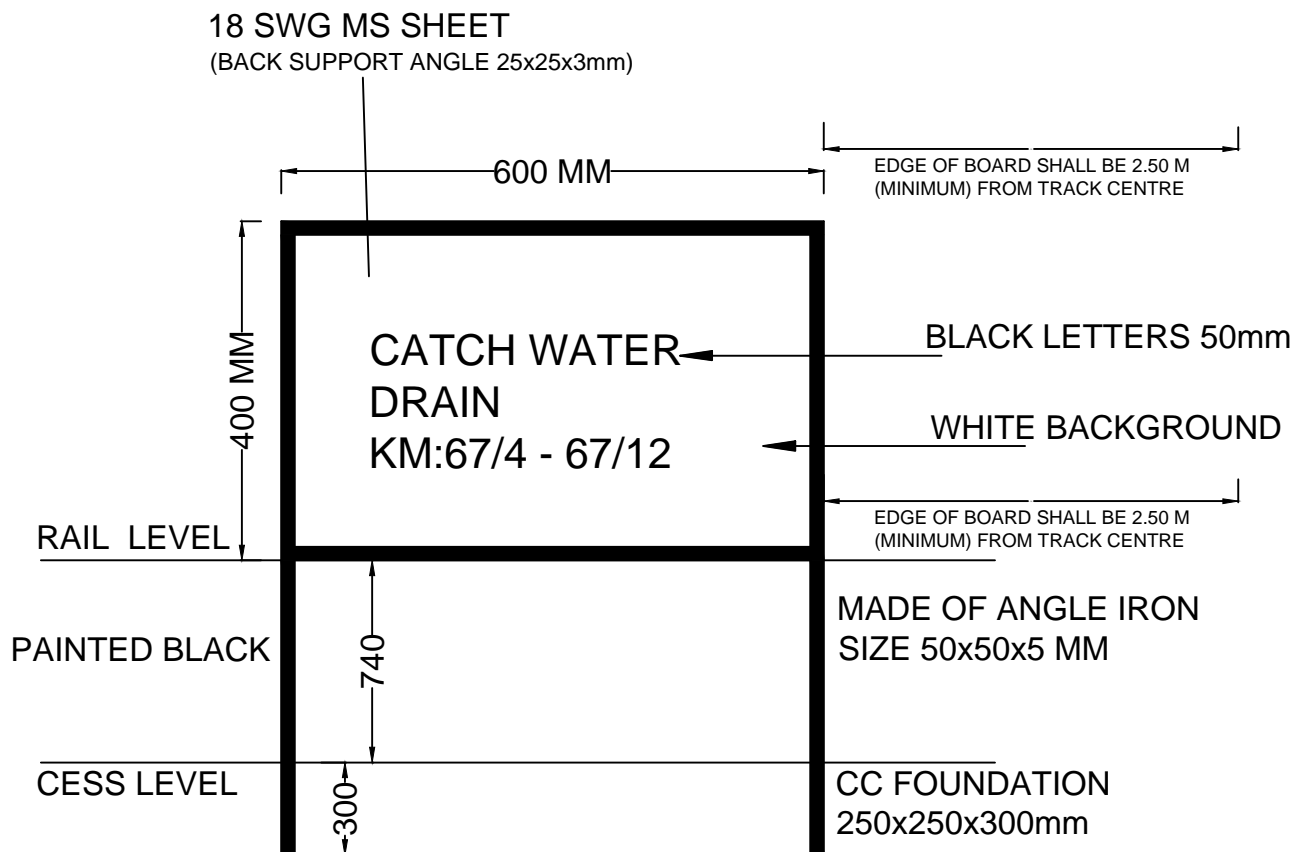 18 SWG MS SHEET
(BACK SUPPORT ANGLE 25x25x3mm)
600 MM
EDGE OF BOARD SHALL BE 2.50 M
(MINIMUM) FROM TRACK CENTRE
400 MM
CATCH WATER
DRAIN
KM:67/4 - 67/12
BLACK LETTERS 50mm
WHITE BACKGROUND
EDGE OF BOARD SHALL BE 2.50 M
(MINIMUM) FROM TRACK CENTRE
RAIL LEVEL
PAINTED BLACK
740
MADE OF ANGLE IRON
SIZE 50x50x5 MM
CESS LEVEL
300
CC FOUNDATION
250x250x300mm